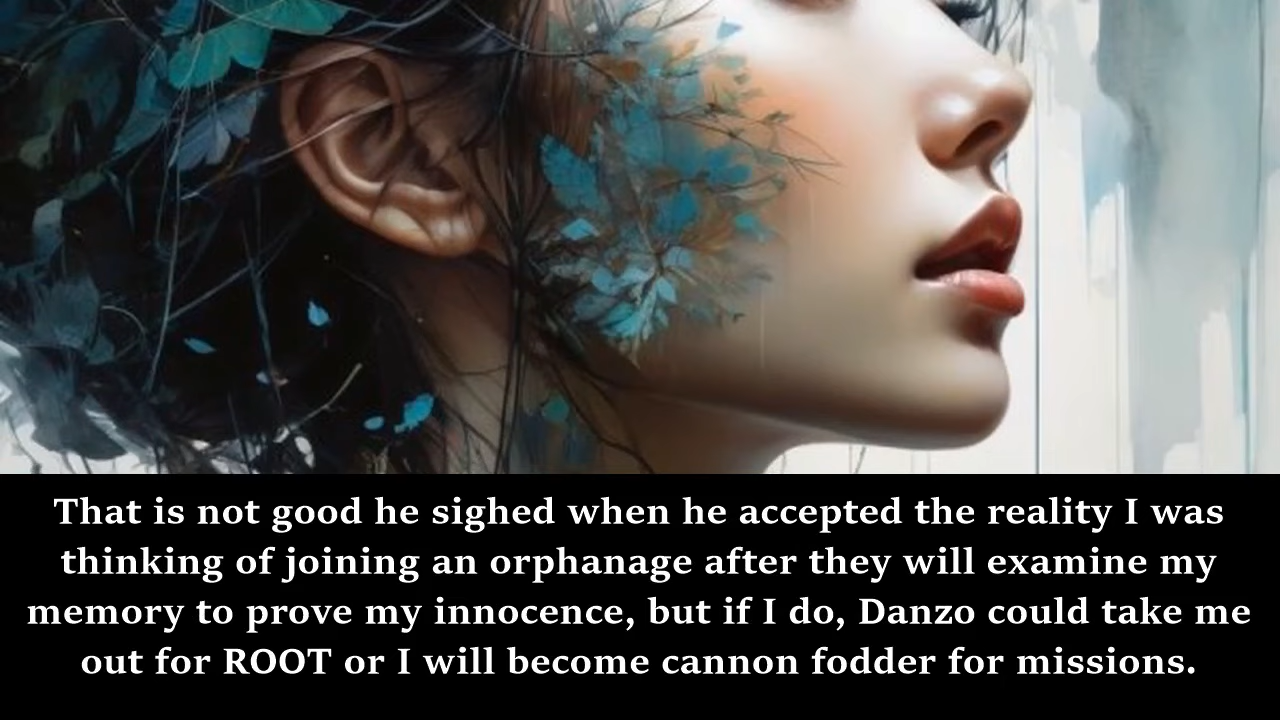 That is not good he sighed when he accepted the reality I was
thinking of joining an orphanage after they will examine my
memory to prove my innocence, but if I do, Danzo could take me
out for ROOT or I will become cannon fodder for missions.